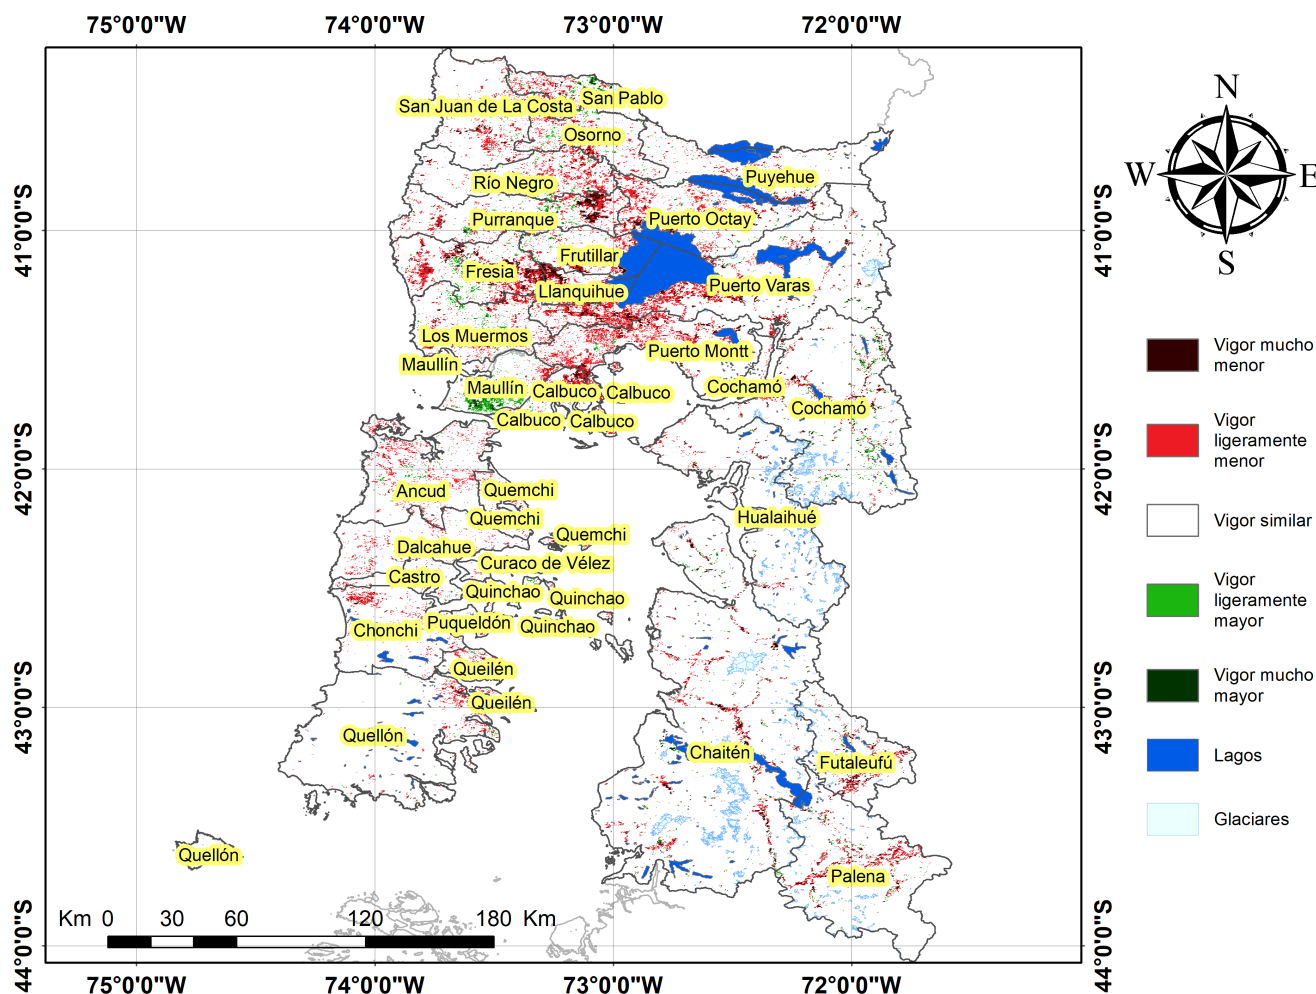 75°0'0"W 74°0'0"W 73°0'0"W 72°0'0"W
N
W E
S
41°0'0"S 41°0'0"S
42°0'0"S 42°0'0"S
43°0'0"S 43°0'0"S
44°0'0"S 44°0'0"S
San Pablo
San Juan de La Costa
Osorno
Puyehue
Río Negro
Purranque
Puerto Octay
Frutillar
Fresia
Puerto Varas
Llanquihue
Los Muermos
Puerto Montt
Maullín
Maullín
Calbuco
Calbuco
Cochamó
Cochamó
Calbuco
Calbuco
Ancud
Quemchi
Quemchi
Hualaihué
Quemchi
Dalcahue
Curaco de Vélez
Castro
Quinchao
Quinchao
Puqueldón
Quinchao
Chonchi
Queilén
Queilén
Quellón
Chaitén
Futaleufú
Quellón
Palena
Km 0 30 60 120 180 Km
75°0'0"W 74°0'0"W 73°0'0"W 72°0'0"W
Vigor mucho
menor
Vigor
ligeramente
menor
Vigor similar
Vigor
ligeramente
mayor
Vigor mucho
mayor
Lagos
Glaciares